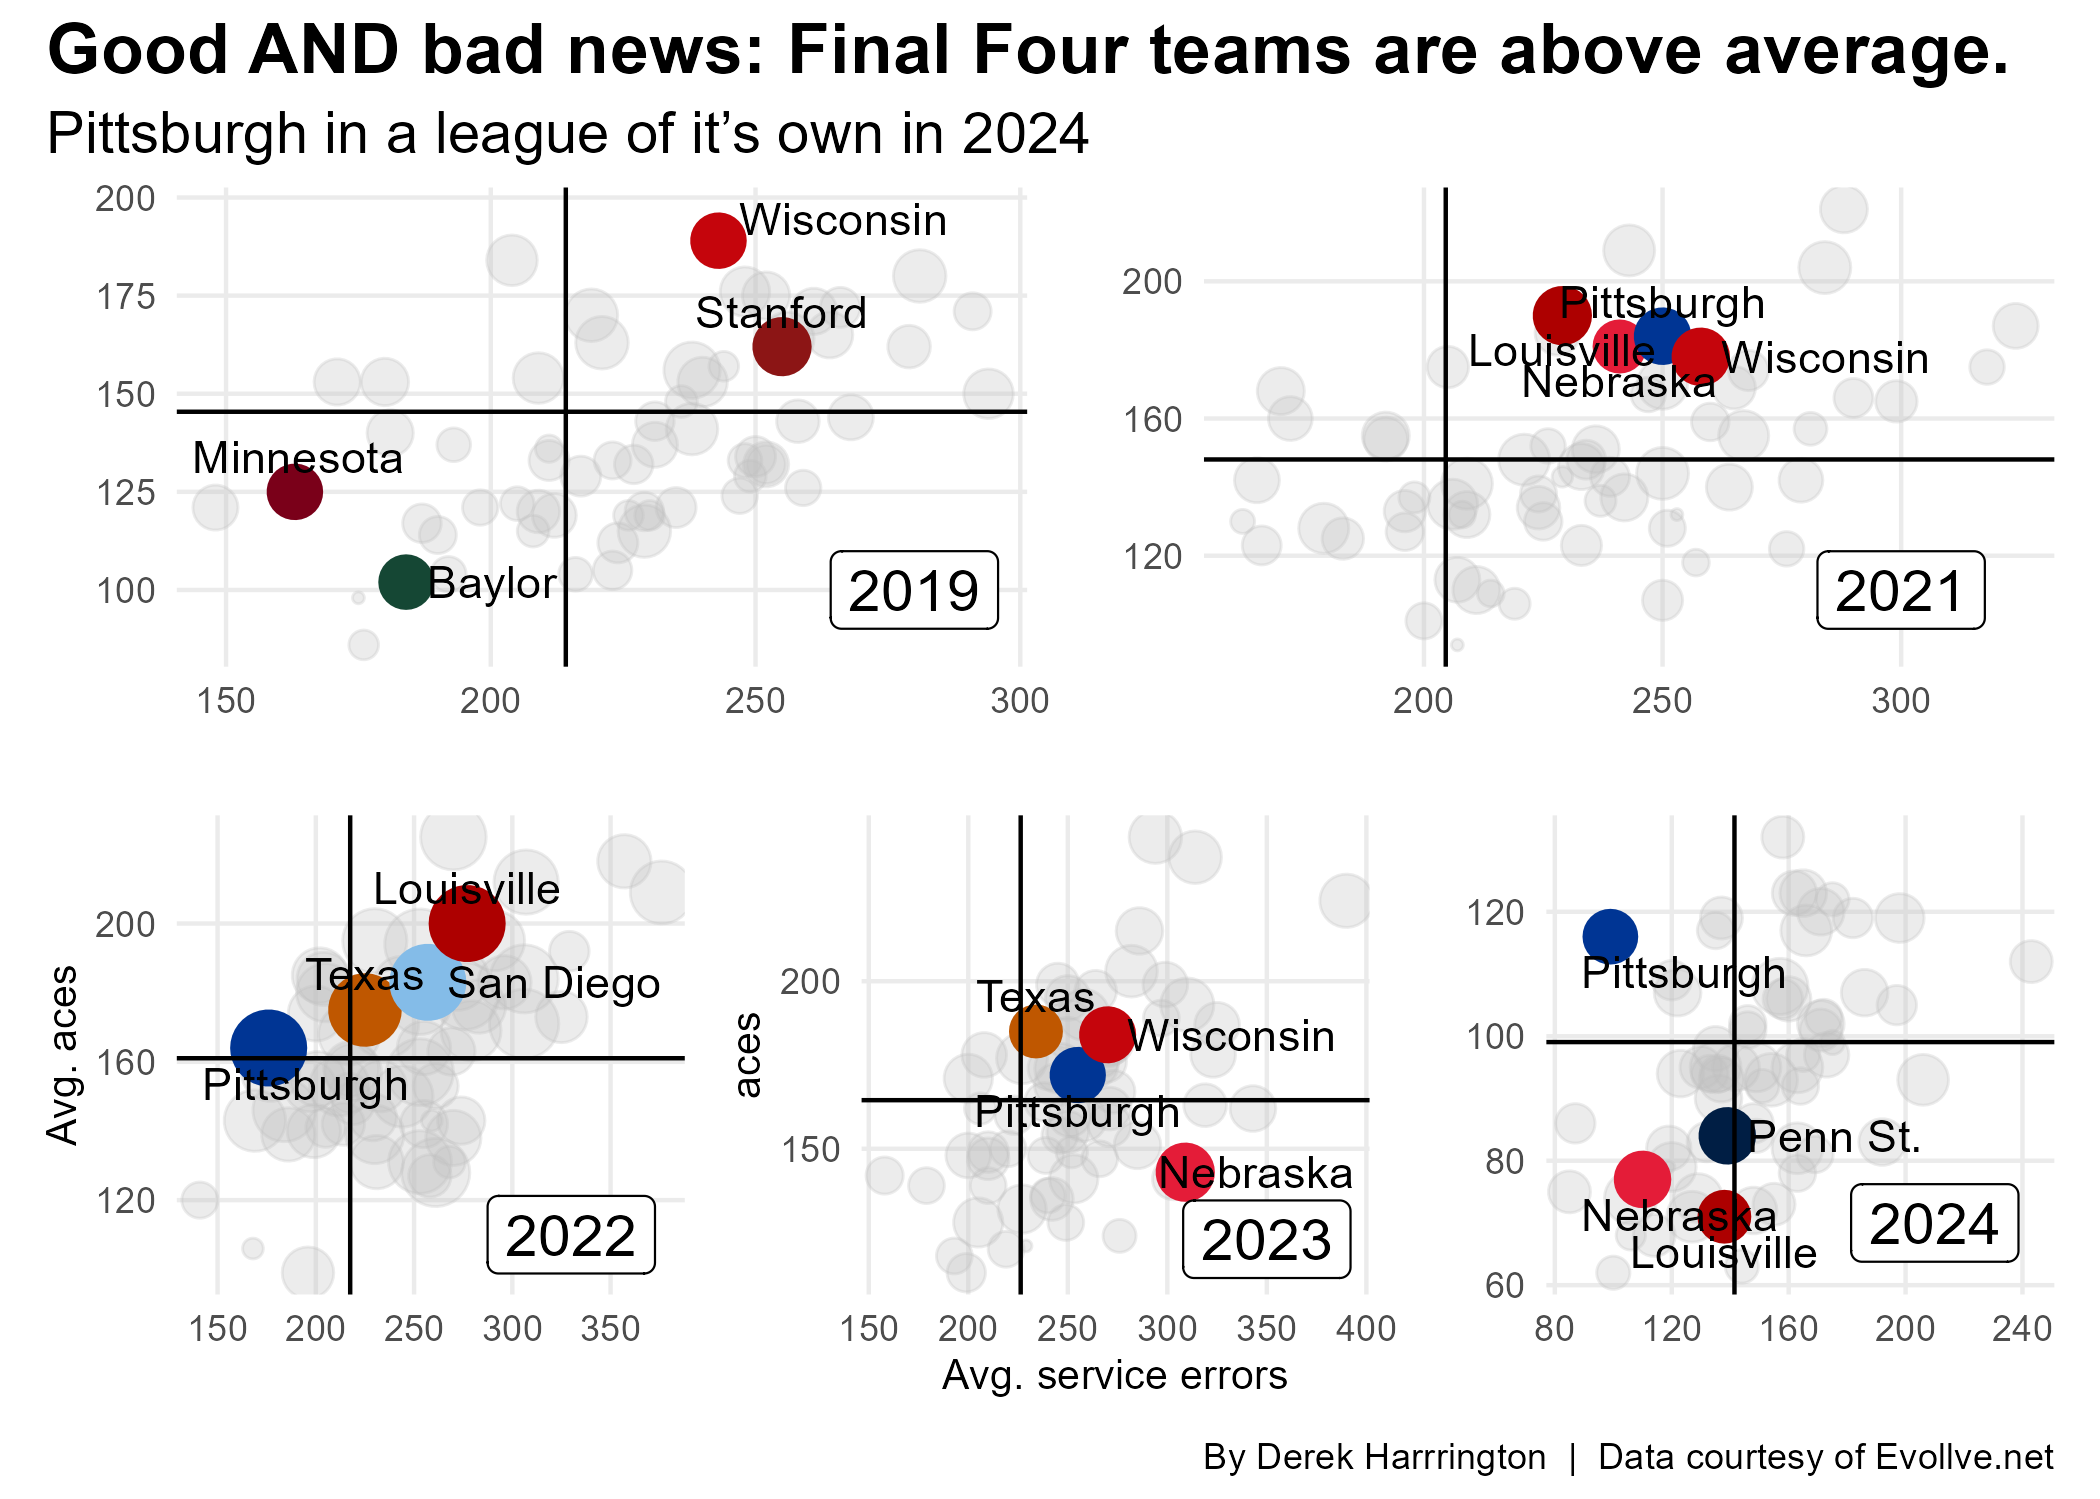 Good AND bad news: Final Four teams are above average.
Pittsburgh in a league of it’s own in 2024
200
175
150
125
100
Wisconsin
Stanford
Minnesota
Baylor
2019
150 200 250 300
200
160
120
Pittsburgh
Louisville
Wisconsin
Nebraska
2021
200 250 300
Avg. aces
200
160
120
Louisville
Texas
San Diego
Pittsburgh
2022
150 200 250 300 350
aces
200
150
Texas
Wisconsin
Pittsburgh
Nebraska
2023
150 200 250 300 350 400
Avg. service errors
120
100
80
60
Pittsburgh
Penn St.
Nebraska
Louisville
2024
80 120 160 200 240
By Derek Harrrington | Data courtesy of Evollve.net